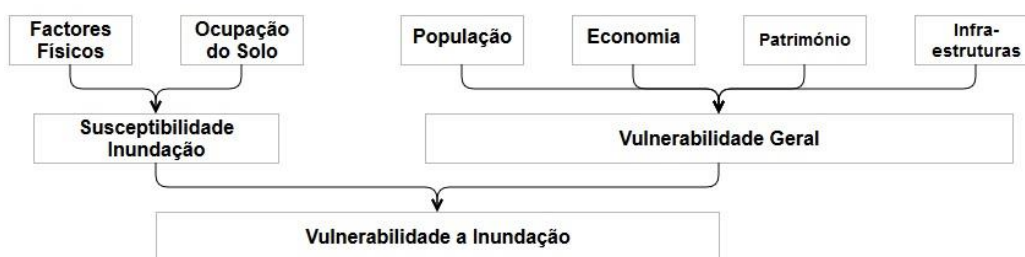 Factores
Físicos
Ocupação
do Solo
População
Economia
Património
Infra-
estruturas
Susceptibilidade
Inundação
Vulnerabilidade Geral
Vulnerabilidade a Inundação